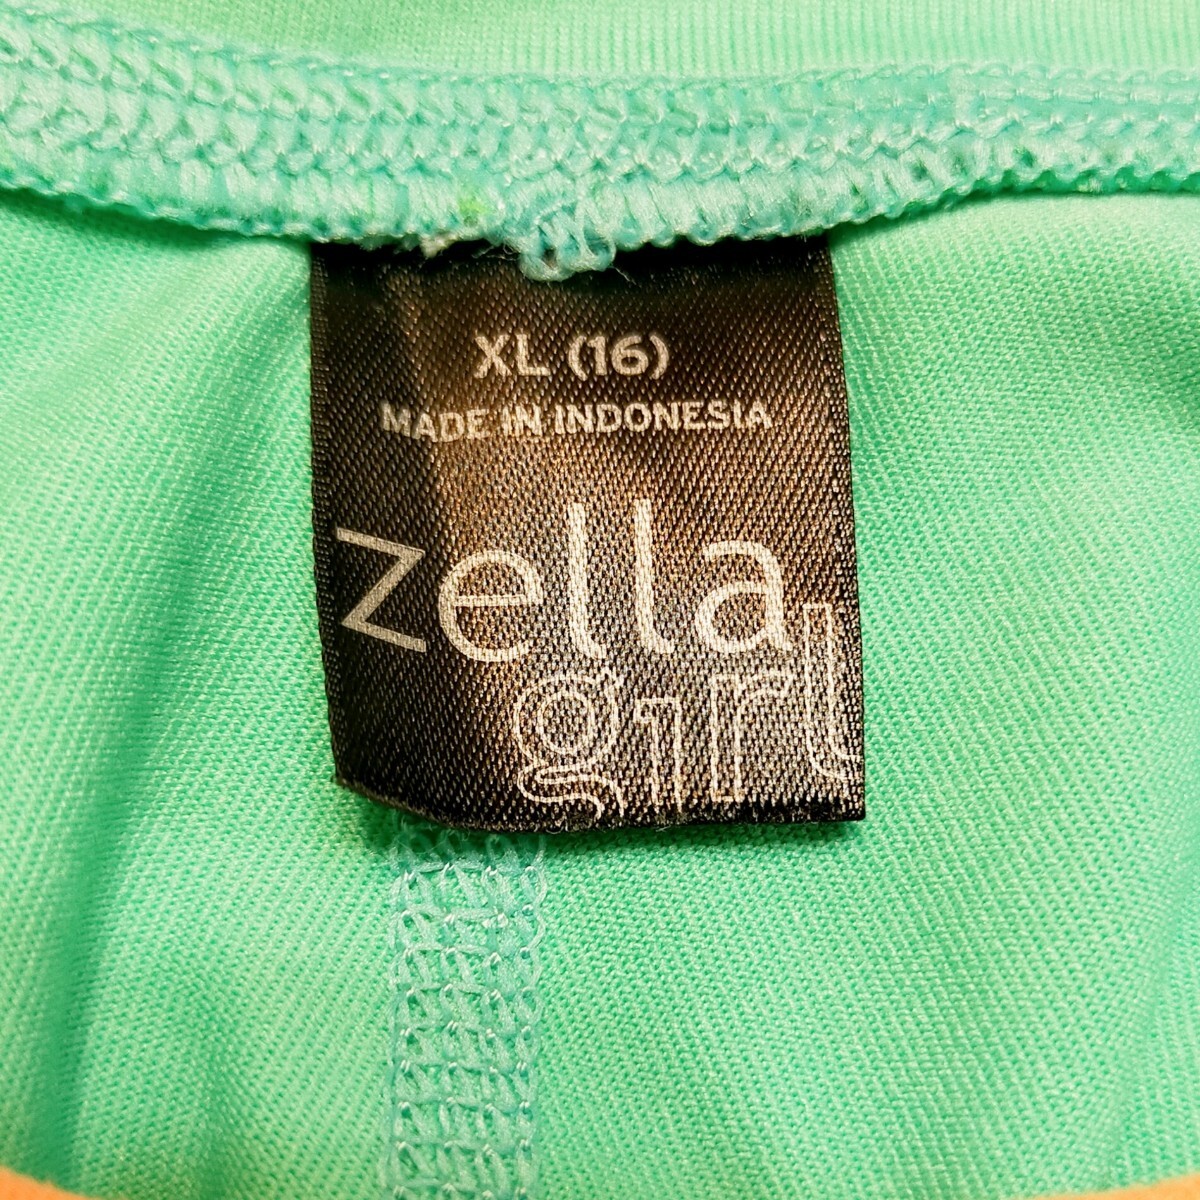 XL (16)
MADE IN INDONESIA
zella
girl